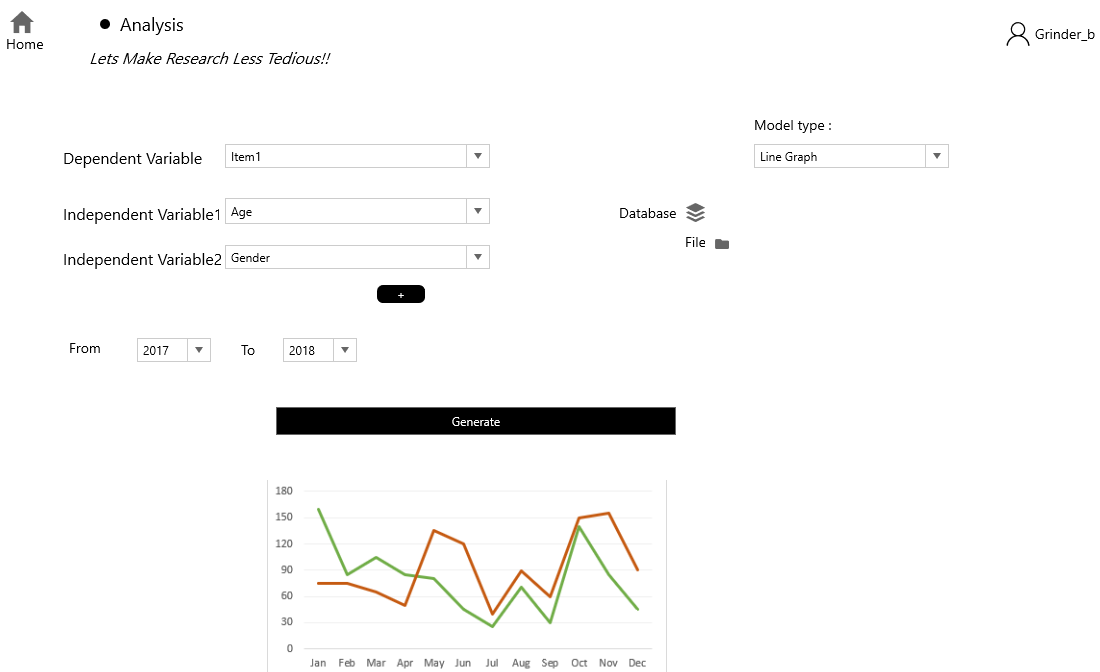 Home
Analysis
Lets Make Research Less Tedious!!
Grinder_b
Model type :
Dependent Variable Item1 Line Graph
Independent Variable1 Age Database
File
Independent Variable2 Gender
+
From 2017 To 2018
Generate
180
150
120
90
60
30
0
Jan Feb Mar Apr May Jun Jul Aug Sep Oct Nov Dec